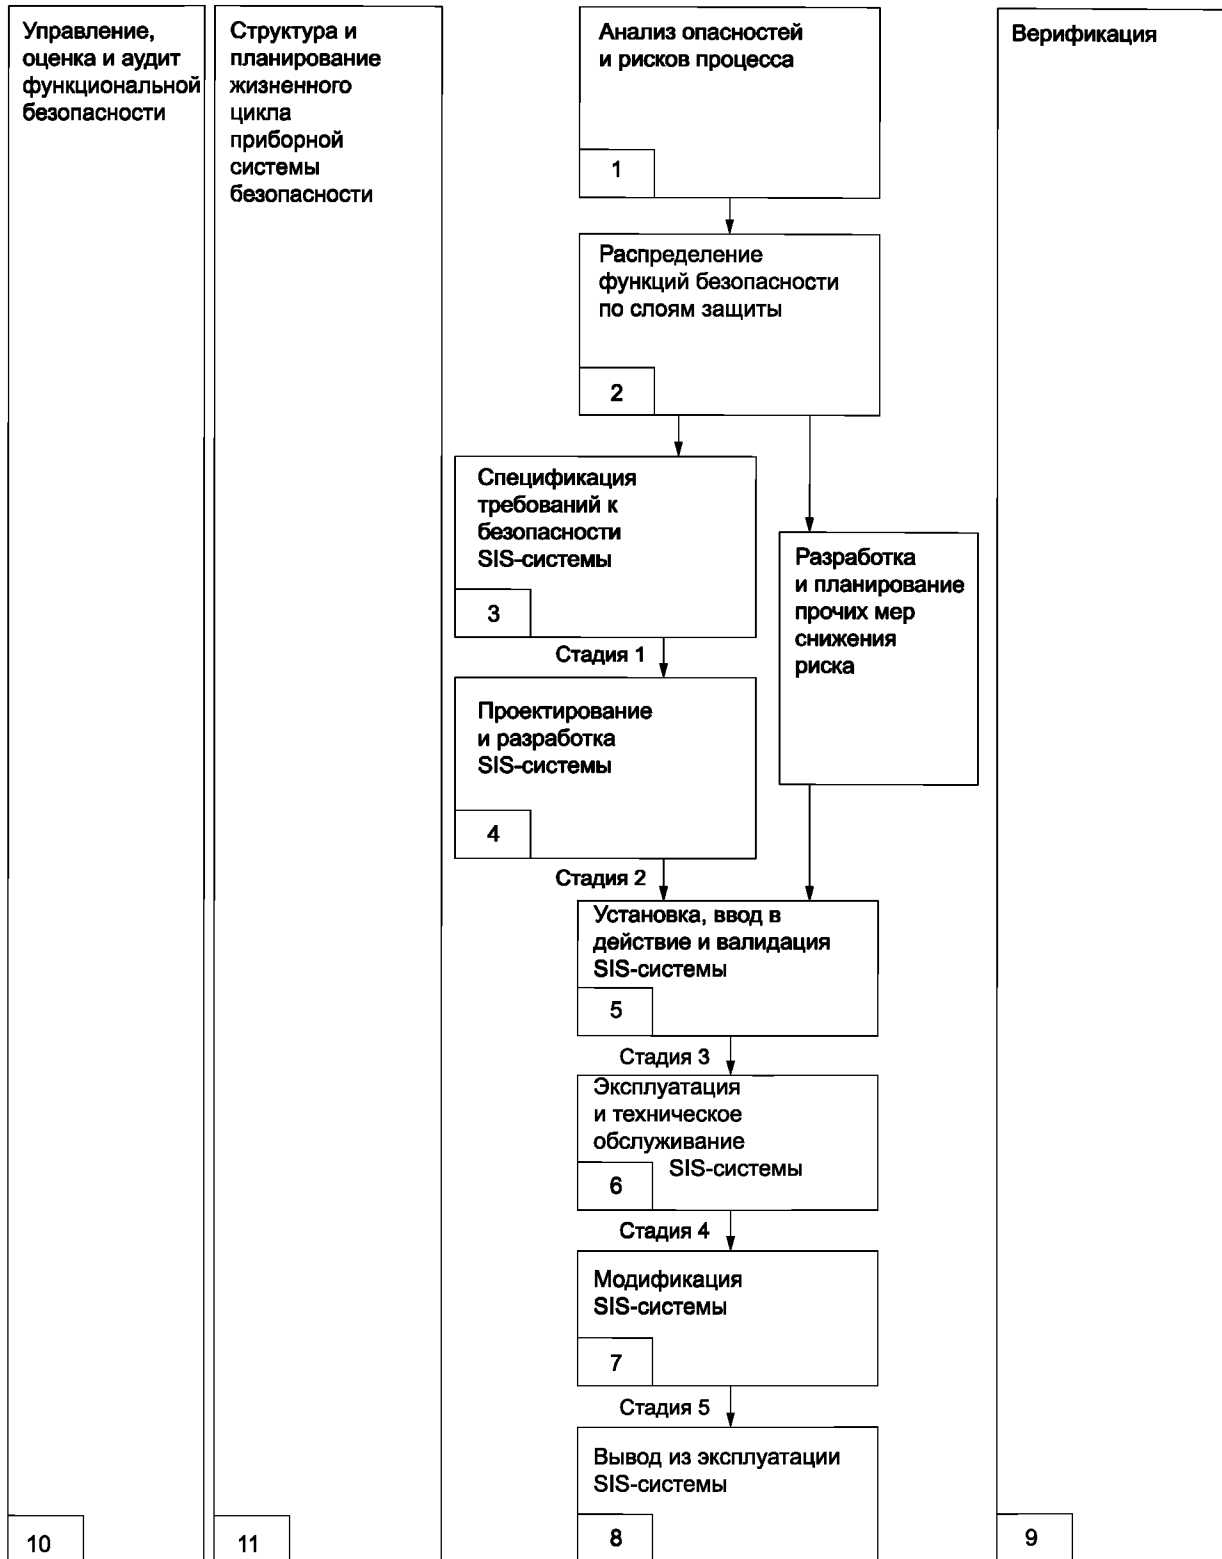 Управление,
оценка и аудит
функциональной
безопасности
10
Структура и
планирование
жизненного
цикла
приборной
системы
безопасности
11
Анализ опасностей
и рисков процесса
1
Распределение
функций безопасности
по слоям защиты
2
Спецификация
требований к
безопасности
SIS-системы
3
Стадия 1
Проектирование
и разработка
SIS-системы
4
Стадия 2
Разработка
и планирование
прочих мер
снижения
риска
Установка, ввод в
действие и валидация
SIS-системы
5
Стадия 3
Эксплуатация
и техническое
обслуживание
SIS-системы
6
Стадия 4
Модификация
SIS-системы
7
Стадия 5
Вывод из эксплуатации
SIS-системы
8
Верификация
9